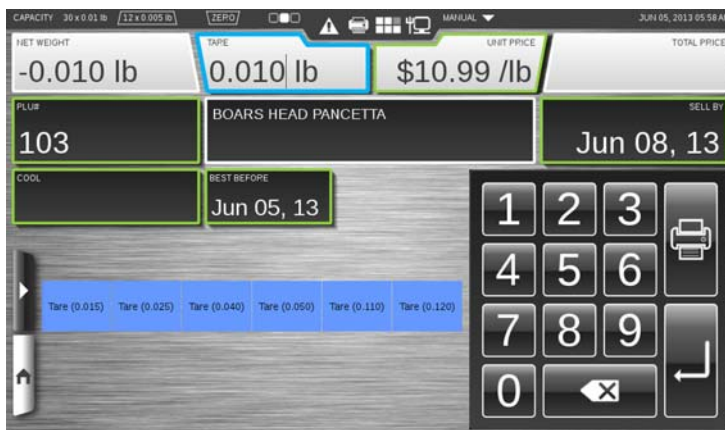 CAPACITY 30 x 0.01 lb 12 x 0.005 lb ZERO MANUAL JUN 05, 2013 05:58 A
NET WEIGHT TARE UNIT PRICE TOTAL PRICE
-0.010 lb 0.010 lb $10.99 /lb
PLU# BOARS HEAD PANCETTA SELL BY
103 Jun 08, 13
COOL BEST BEFORE
Jun 05, 13
1 2 3
4 5 6
Tare (0.015) Tare (0.025) Tare (0.040) Tare (0.050) Tare (0.110) Tare (0.120)
7 8 9
0